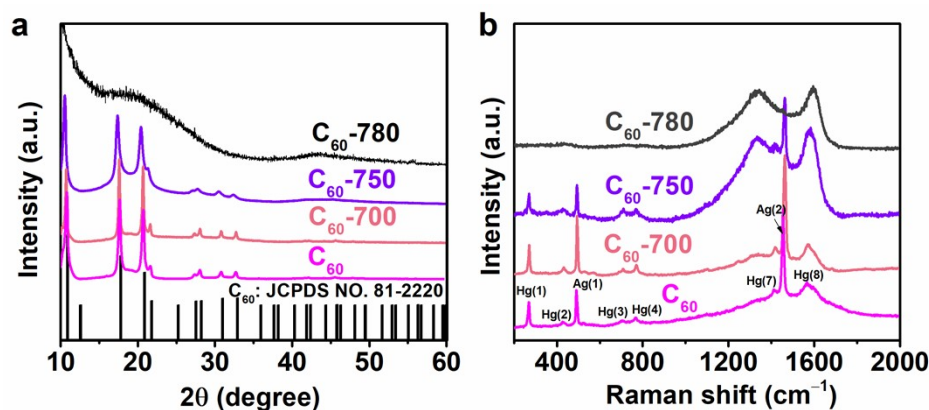 a
Intensity (a.u.)
C60-780
C60-750
C60-700
C60
C60: JCPDS NO. 81-2220
10 20 30 40 50 60
2θ (degree)
b
Intensity (a.u.)
C60-780
C60-750
C60-700
C60
Ag(2)
Hg(1)
Hg(2)
Ag(1)
Hg(3)
Hg(4)
Hg(7)
Hg(8)
400 800 1200 1600 2000
Raman shift (cm⁻¹)